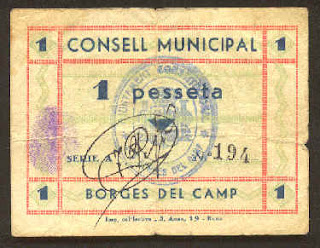 1 CONSELL MUNICIPAL 1
1 pesseta
SERIE A
N. 194
1 BORGES DEL CAMP 1